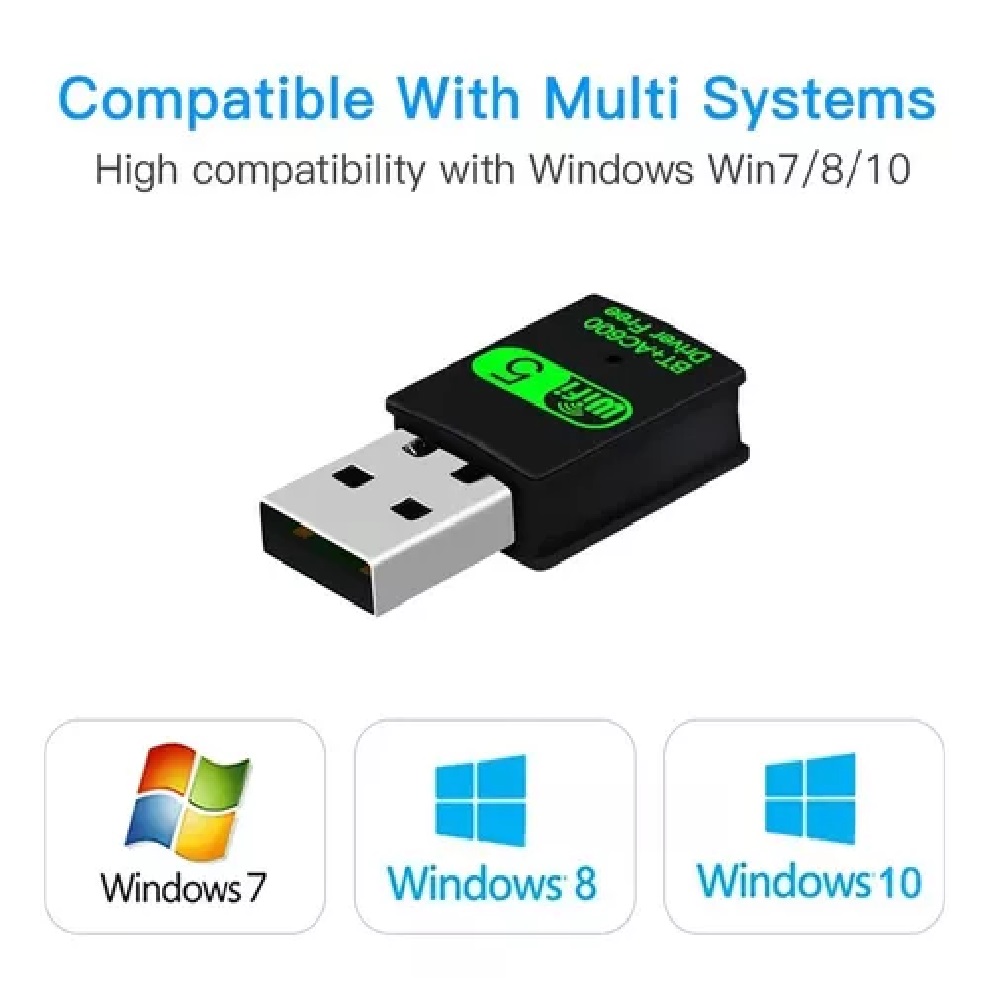 Compatible With Multi Systems
High compatibility with Windows Win7/8/10
BT+AC600
Driver Free
Wifi 5
Windows 7
Windows 8
Windows 10